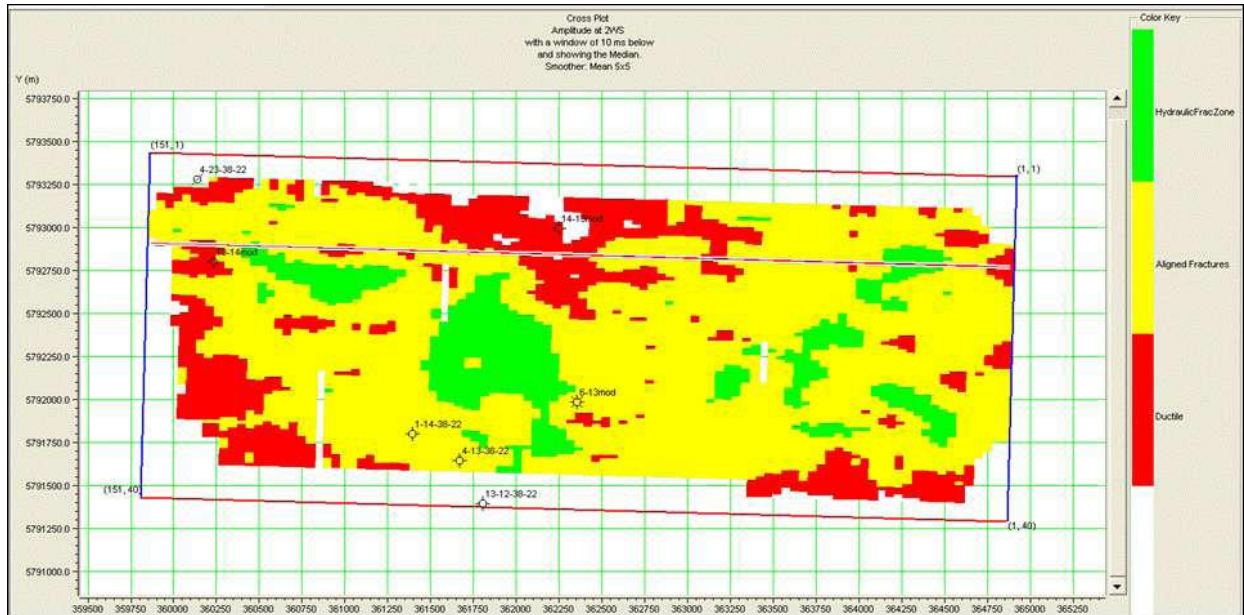 Cross Plot
Amplitude at 2WS
with a window of 10 ms below
and showing the Median.
Smoother: Mean 5x5
Color Key
Y (m)
5793750.0
5793500.0
5793250.0
5793000.0
5792750.0
5792500.0
5792250.0
5792000.0
5791750.0
5791500.0
5791250.0
5791000.0
(151, 1)
(1, 1)
4-23-38-22
14-13mod
6-13mod
1-14-38-22
4-13-38-22
13-12-38-22
(151, 40)
(1, 40)
HydraulicFracZone
Aligned Fractures
Ductile
359500 359750 360000 360250 360500 360750 361000 361250 361500 361750 362000 362250 362500 362750 363000 363250 363500 363750 364000 364250 364500 364750 365000 365250